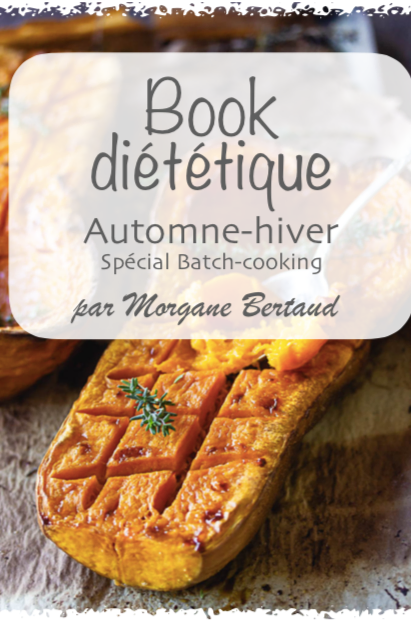 Book
diététique
Automne-hiver
Spécial Batch-cooking
par Morgane Bertaud